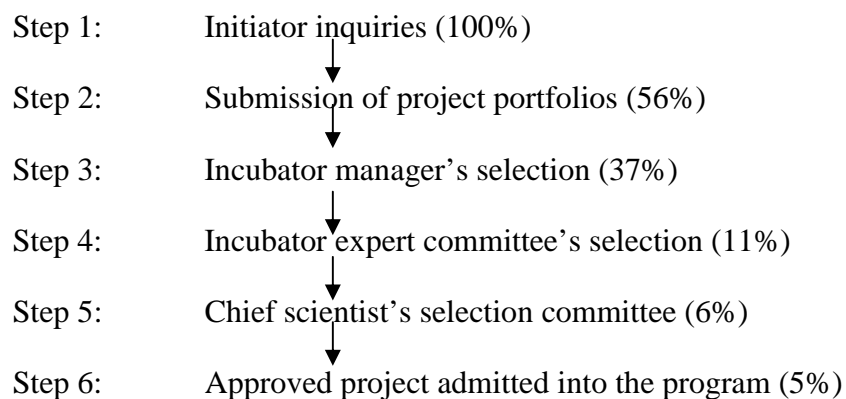 Step 1: Initiator inquiries (100%)
Step 2: Submission of project portfolios (56%)
Step 3: Incubator manager’s selection (37%)
Step 4: Incubator expert committee’s selection (11%)
Step 5: Chief scientist’s selection committee (6%)
Step 6: Approved project admitted into the program (5%)